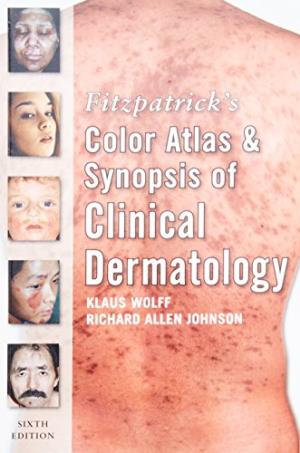 Fitzpatrick's
Color Atlas &
Synopsis of
Clinical
Dermatology
KLAUS WOLFF
RICHARD ALLEN JOHNSON
SIXTH
EDITION